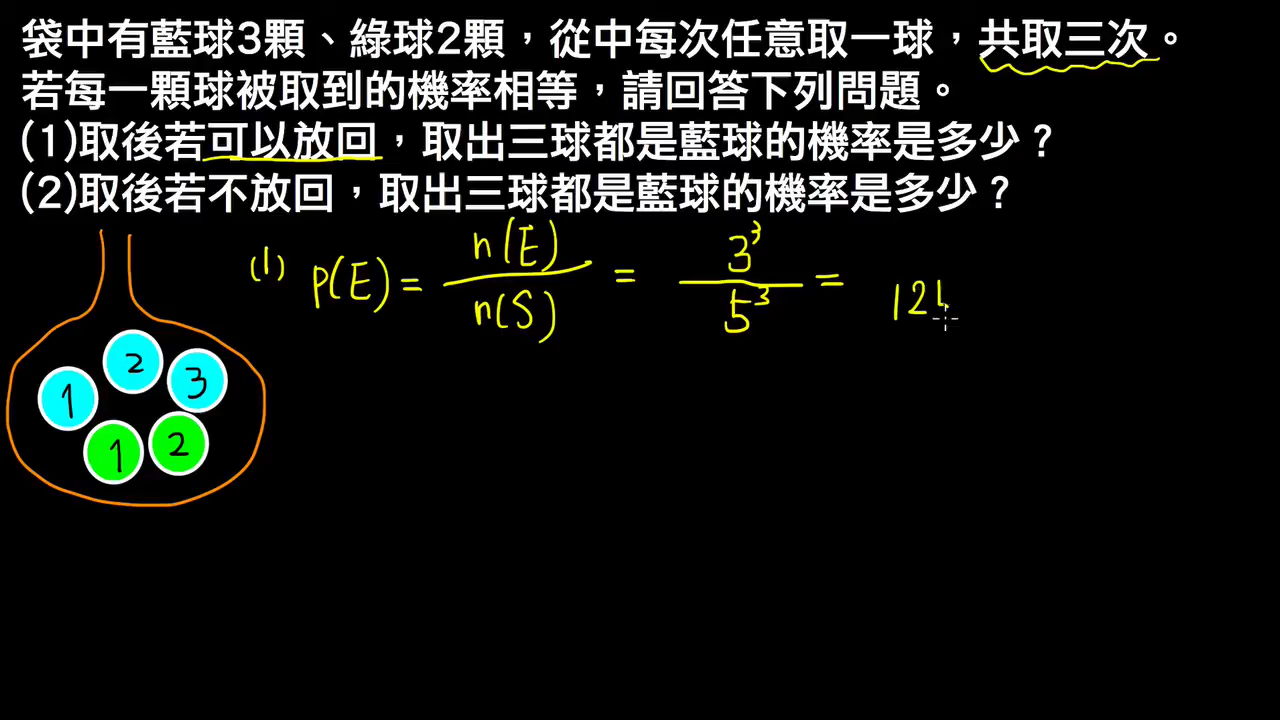 袋中有藍球3顆、綠球2顆，從中每次任意取一球，共取三次。
若每一顆球被取到的機率相等，請回答下列問題。
(1)取後若可以放回，取出三球都是藍球的機率是多少？
(2)取後若不放回，取出三球都是藍球的機率是多少？
(1) P(E) = n(E)/n(S) = 3³/5³ =
12
2
1 3
1 2